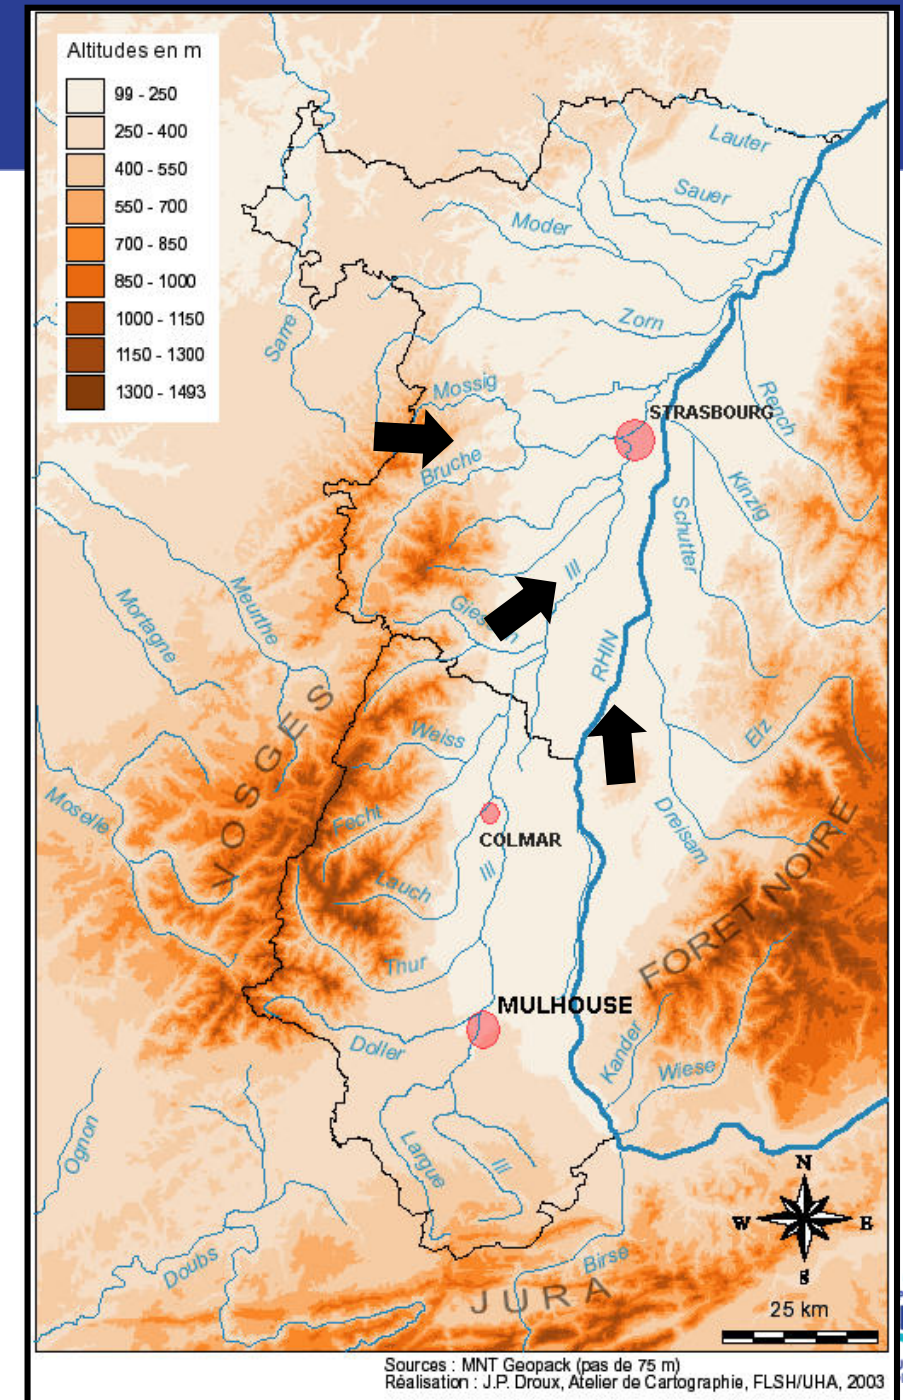 Altitudes en m
99 - 250
250 - 400
400 - 550
550 - 700
700 - 850
850 - 1000
1000 - 1150
1150 - 1300
1300 - 1493
Lauter
Sauer
Moder
Zorn
Sarre
Mossig
STRASBOURG
Rench
Bruche
Kinzig
Schutter
Ill
Meurthe
Mortagne
RHIN
VOSGES
Weiss
Elz
Moselle
Fecht
COLMAR
Dreisam
Ill
Lauch
FORET NOIRE
Thur
MULHOUSE
Doller
Kander
Wiese
Ognon
Largue
Ill
N
W
E
S
Doubs
Birse
JURA
25 km
Sources : MNT Geopack (pas de 75 m)
Réalisation : J.P. Droux, Atelier de Cartographie, FLSH/UHA, 2003